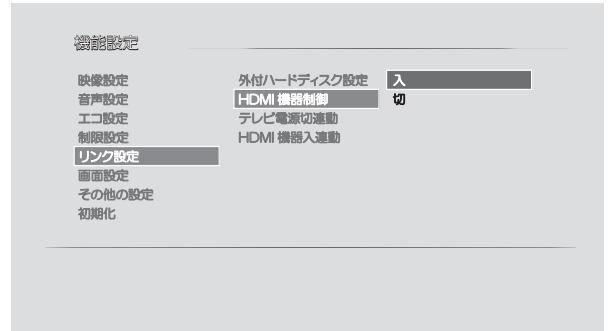 機能設定
映像設定
音声設定
エコ設定
制限設定
リンク設定
画面設定
その他の設定
初期化
外付ハードディスク設定
HDMI 機器制御
テレビ電源切連動
HDMI 機器入連動
入
切